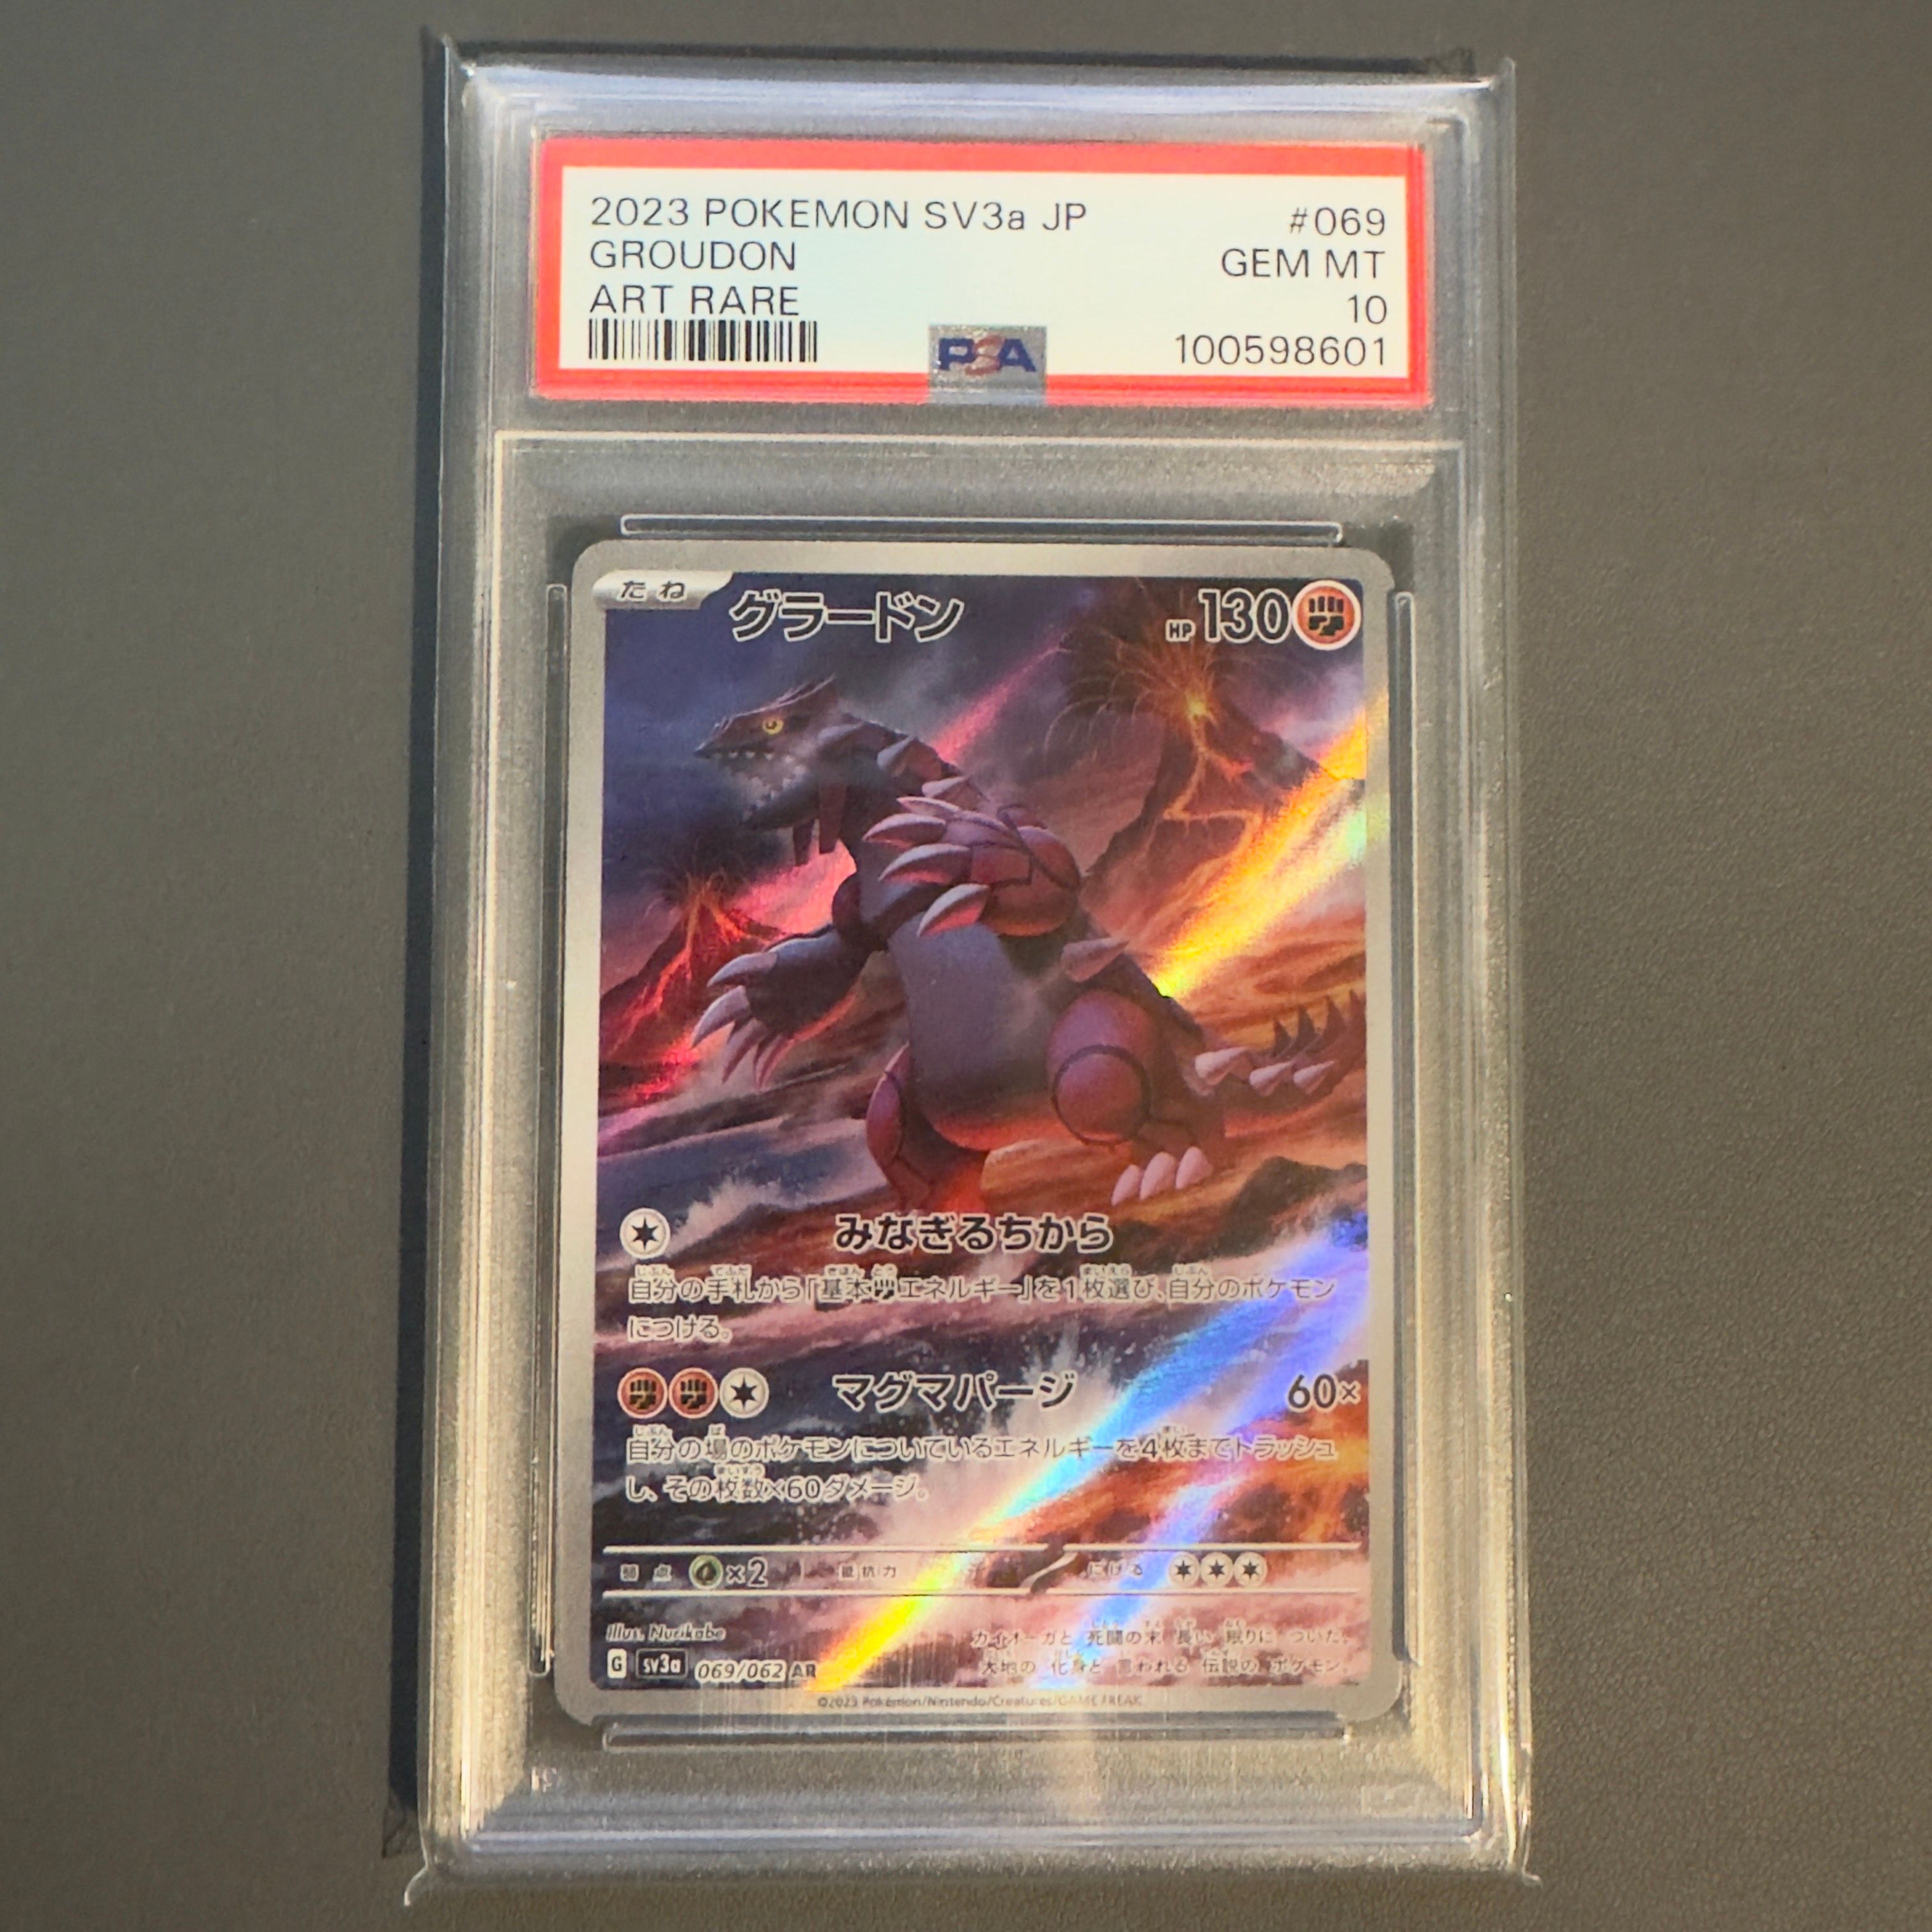 2023 POKEMON SV3a JP #069
GROUDON GEM MT
ART RARE 10
PSA 100598601
たね グラードン HP130
みなぎるちから
自分の手札から「基本エネルギー」を1枚選び、自分のポケモン
につける。
マグマパージ 60×
自分の場のポケモンについているエネルギーを4枚までトラッシュ
し、その枚数×60ダメージ。
弱点 ×2 抵抗力 にげる
Illus. Nurikabe
カイオーガと 死闘の末 長い 眠りに ついた。
G sv3a 069/062 AR 大地の 化身と 言われる 伝説の ポケモン。
©2023 Pokémon/Nintendo/Creatures/GAME FREAK